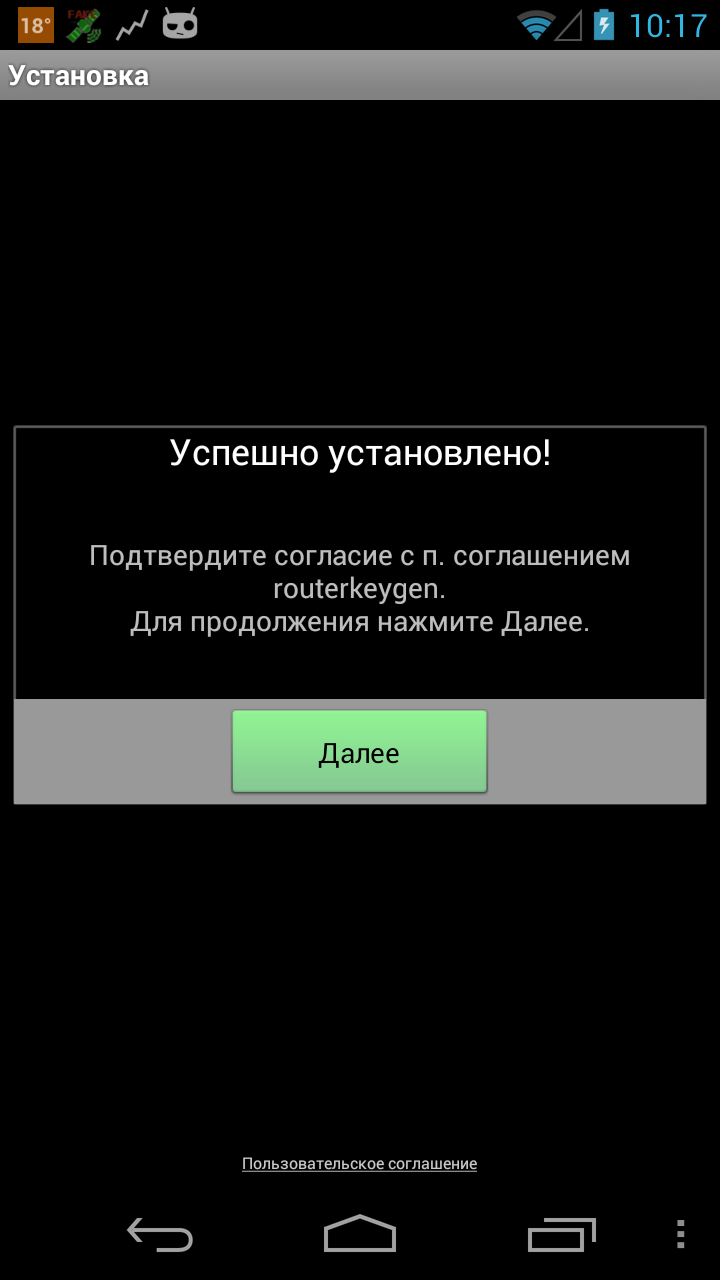 18°
FAKE
10:17
Установка
Успешно установлено!
Подтвердите согласие с п. соглашением
routerkeygen.
Для продолжения нажмите Далее.
Далее
Пользовательское соглашение